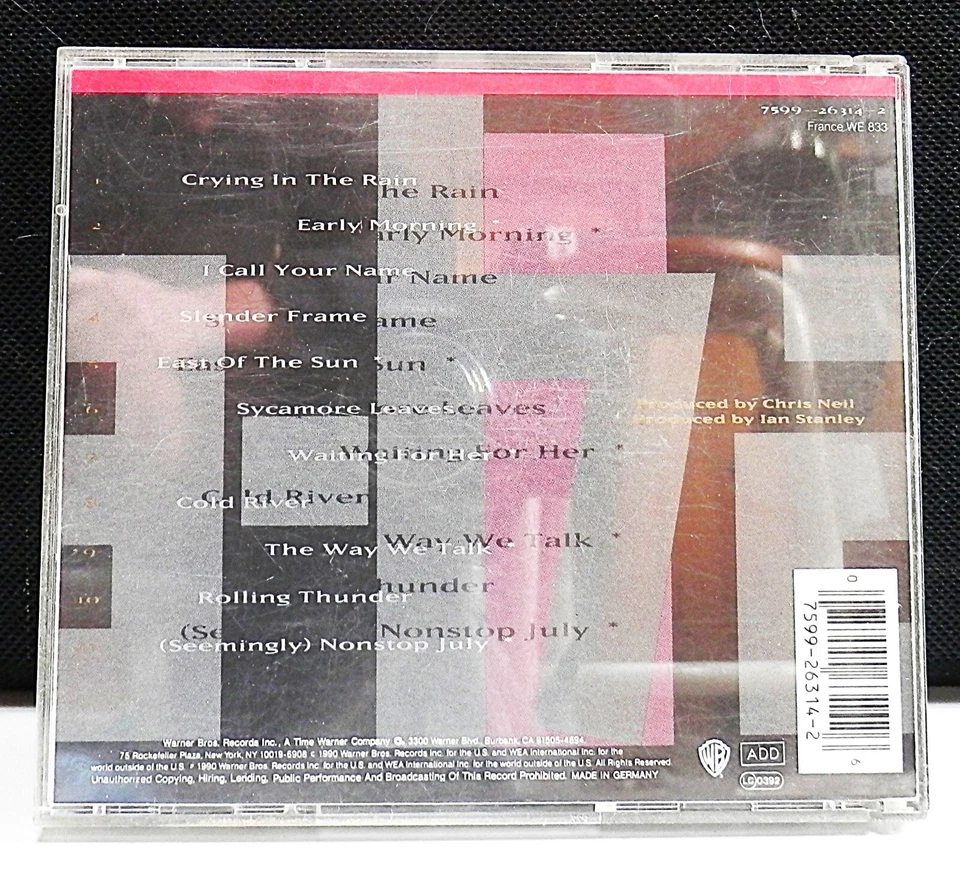 7599-26314-2
France WE 833
1 Crying In The Rain
2 Early Morning *
I Call Your Name
4 Slender Frame
East Of The Sun *
6 Sycamore Leaves
Waiting For Her *
8 Cold River
9 The Way We Talk *
10 Rolling Thunder
(Seemingly) Nonstop July *
Produced by Chris Neil
* Produced by Ian Stanley
0
7599-26314-2
6
Warner Bros. Records Inc., A Time Warner Company, 3300 Warner Blvd., Burbank, CA 91505-4694.
75 Rockefeller Plaza, New York, NY 10019-6908 © 1990 Warner Bros. Records Inc. for the U.S. and WEA International Inc. for the
world outside of the U.S. ℗ 1990 Warner Bros. Records Inc. for the U.S. and WEA International Inc. for the world outside of the U.S. All Rights Reserved.
Unauthorized Copying, Hiring, Lending, Public Performance And Broadcasting Of This Record Prohibited. MADE IN GERMANY
WB
ADD
LC 0392